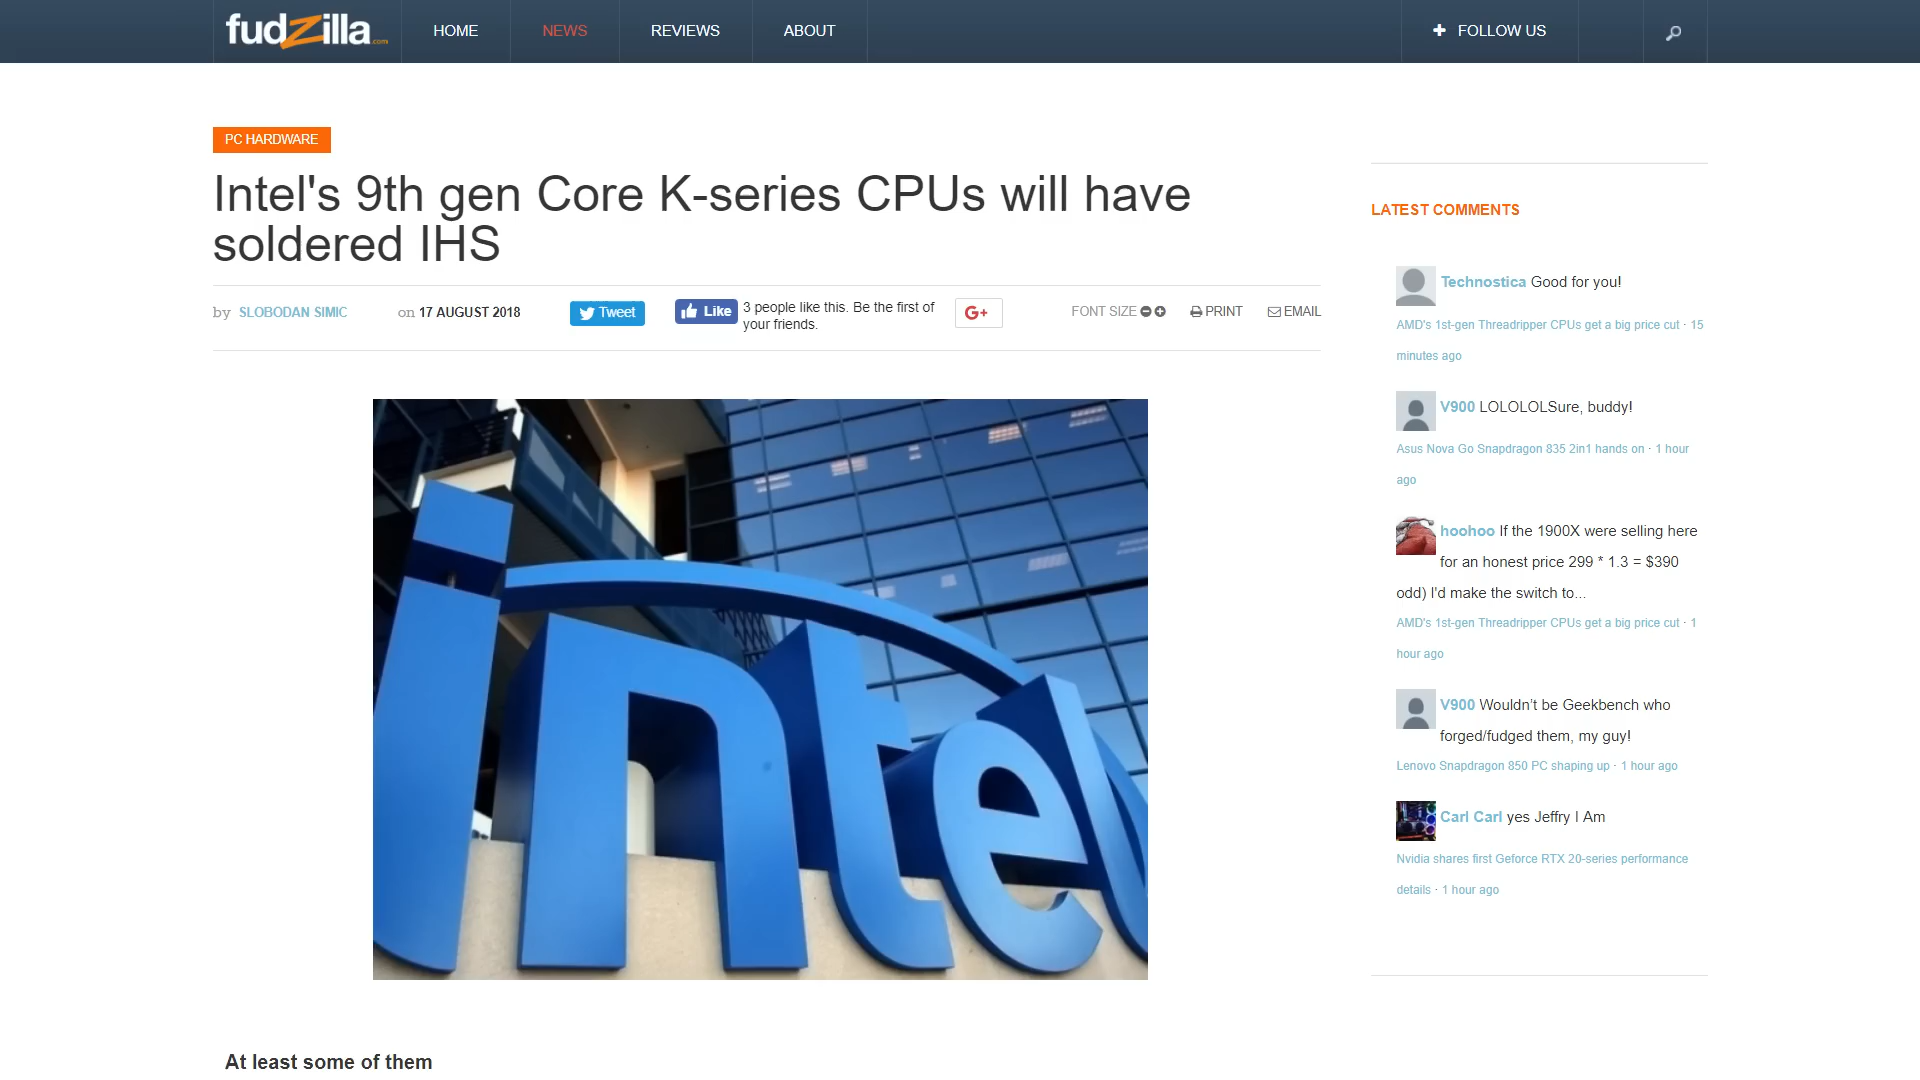 fudzilla.com
HOME
NEWS
REVIEWS
ABOUT
FOLLOW US
PC HARDWARE
Intel's 9th gen Core K-series CPUs will have
soldered IHS
by SLOBODAN SIMIC
on 17 AUGUST 2018
Tweet
Like
3 people like this. Be the first of
your friends.
G+
FONT SIZE
PRINT
EMAIL
intel
At least some of them
LATEST COMMENTS
Technostica Good for you!
AMD's 1st-gen Threadripper CPUs get a big price cut · 15
minutes ago
V900 LOLOLOLSure, buddy!
Asus Nova Go Snapdragon 835 2in1 hands on · 1 hour
ago
hoohoo If the 1900X were selling here
for an honest price 299 * 1.3 = $390
odd) I'd make the switch to...
AMD's 1st-gen Threadripper CPUs get a big price cut · 1
hour ago
V900 Wouldn’t be Geekbench who
forged/fudged them, my guy!
Lenovo Snapdragon 850 PC shaping up · 1 hour ago
Carl Carl yes Jeffry I Am
Nvidia shares first Geforce RTX 20-series performance
details · 1 hour ago